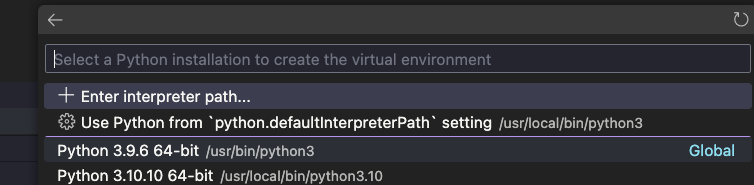 Select a Python installation to create the virtual environment
+ Enter interpreter path...
Use Python from `python.defaultInterpreterPath` setting /usr/local/bin/python3
Python 3.9.6 64-bit /usr/bin/python3 Global
Python 3.10.10 64-bit /usr/local/bin/python3.10